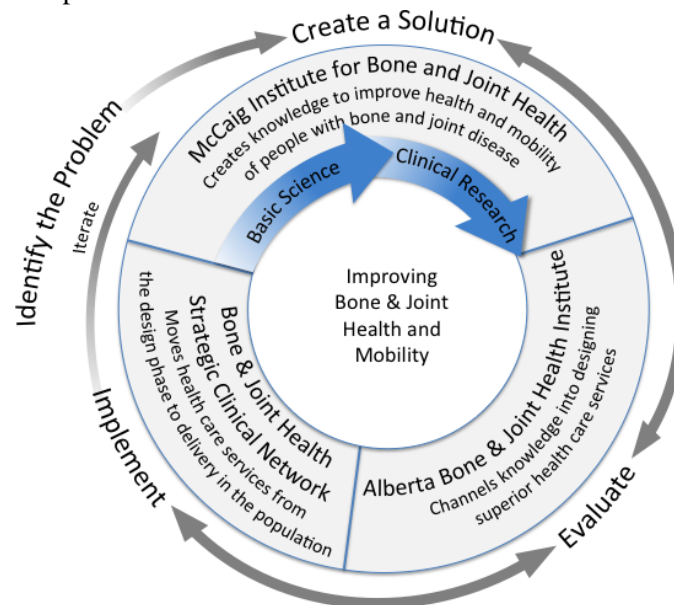 Create a Solution
McCaig Institute for Bone and Joint Health
Creates knowledge to improve health and mobility
of people with bone and joint disease
Basic Science
Clinical Research
Identify the Problem
Iterate
Improving
Bone & Joint
Health and
Mobility
Alberta Bone & Joint Health Institute
Channels knowledge into designing
superior health care services
Evaluate
Bone & Joint Health
Strategic Clinical Network
Moves health care services from
the design phase to delivery in the population
Implement